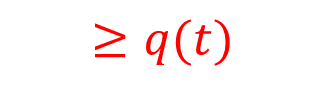 ≥ q(t)